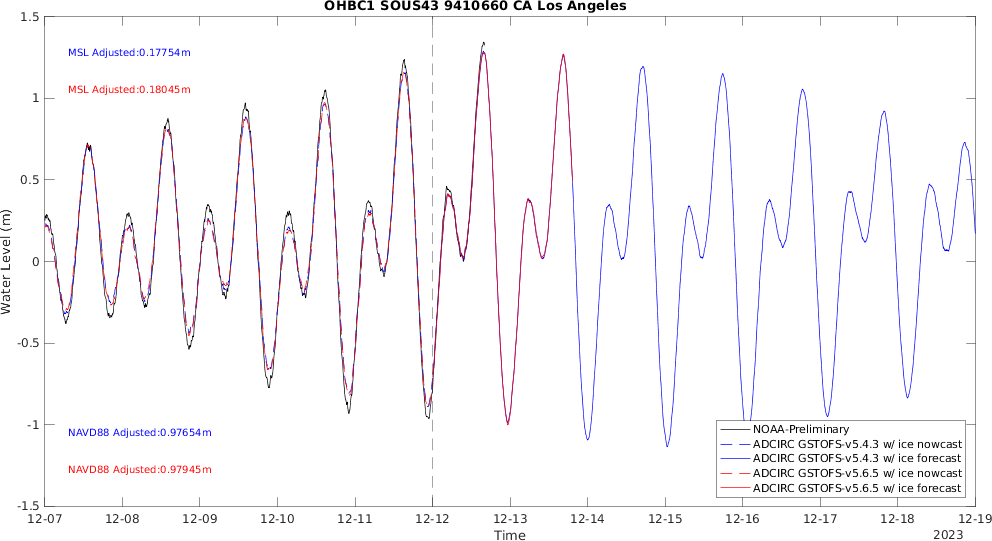 OHBC1 SOUS43 9410660 CA Los Angeles
1.5
1
0.5
0
-0.5
-1
-1.5
Water Level (m)
MSL Adjusted:0.17754m
MSL Adjusted:0.18045m
NAVD88 Adjusted:0.97654m
NAVD88 Adjusted:0.97945m
NOAA-Preliminary
ADCIRC GSTOFS-v5.4.3 w/ ice nowcast
ADCIRC GSTOFS-v5.4.3 w/ ice forecast
ADCIRC GSTOFS-v5.6.5 w/ ice nowcast
ADCIRC GSTOFS-v5.6.5 w/ ice forecast
12-07 12-08 12-09 12-10 12-11 12-12 12-13 12-14 12-15 12-16 12-17 12-18 12-19
Time
2023